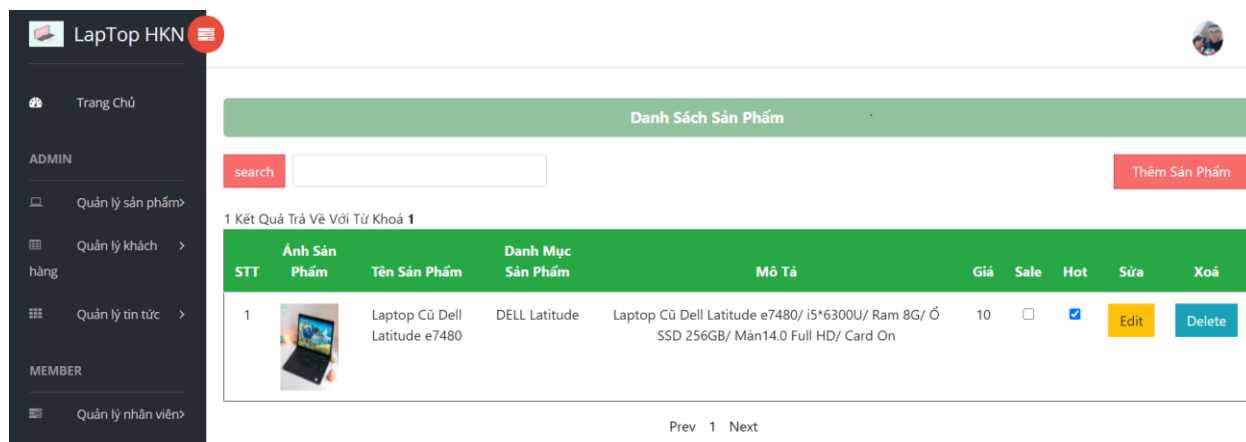 LapTop HKN
Trang Chủ
ADMIN
Quản lý sản phẩm>
Quản lý khách >
hàng
Quản lý tin tức >
MEMBER
Quản lý nhân viên>
Danh Sách Sản Phẩm
search
Thêm Sản Phẩm
1 Kết Quả Trả Về Với Từ Khoá 1
STT Ảnh Sản Phẩm Tên Sản Phẩm Danh Mục Sản Phẩm Mô Tả Giá Sale Hot Sửa Xoá
1 Laptop Cũ Dell DELL Latitude Laptop Cũ Dell Latitude e7480/ i5*6300U/ Ram 8G/ Ổ 10 Edit Delete
Latitude e7480 SSD 256GB/ Màn14.0 Full HD/ Card On
Prev 1 Next